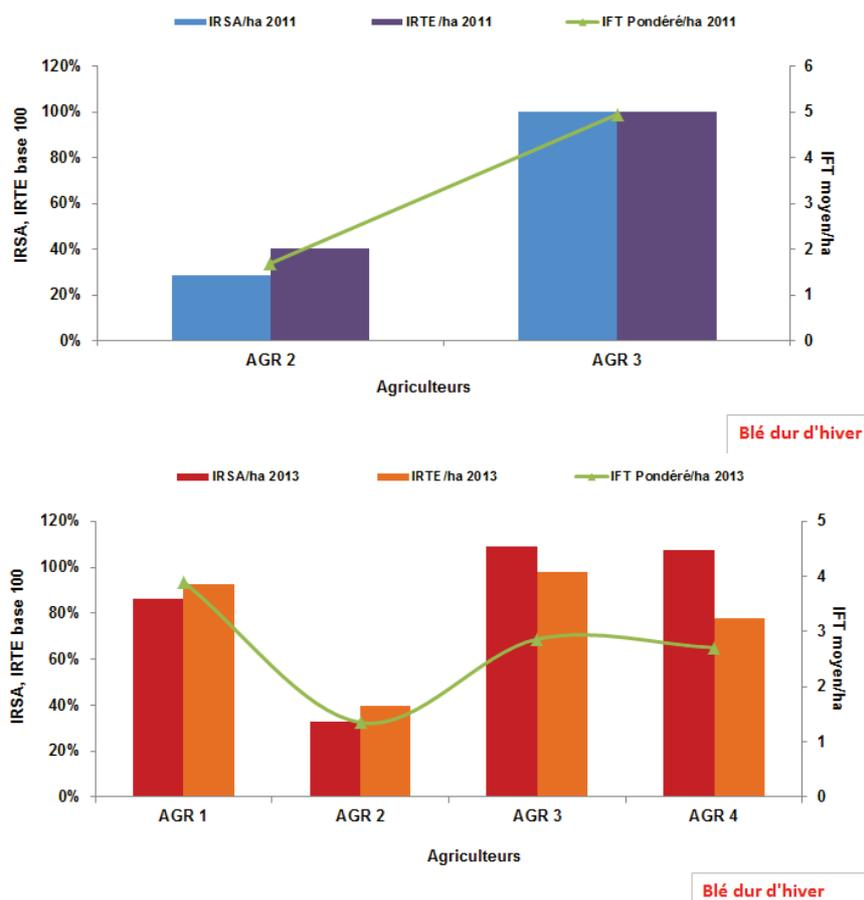 IRSA/ha 2011 IRTE/ha 2011 IFT Pondéré/ha 2011
IRSA, IRTE base 100
120%
100%
80%
60%
40%
20%
0%
6
5
4
3
2
1
0
IFT moyen/ha
AGR 2 AGR 3
Agriculteurs
Blé dur d'hiver
IRSA/ha 2013 IRTE/ha 2013 IFT Pondéré/ha 2013
IRSA, IRTE base 100
120%
100%
80%
60%
40%
20%
0%
5
4
3
2
1
0
IFT moyen/ha
AGR 1 AGR 2 AGR 3 AGR 4
Agriculteurs
Blé dur d'hiver